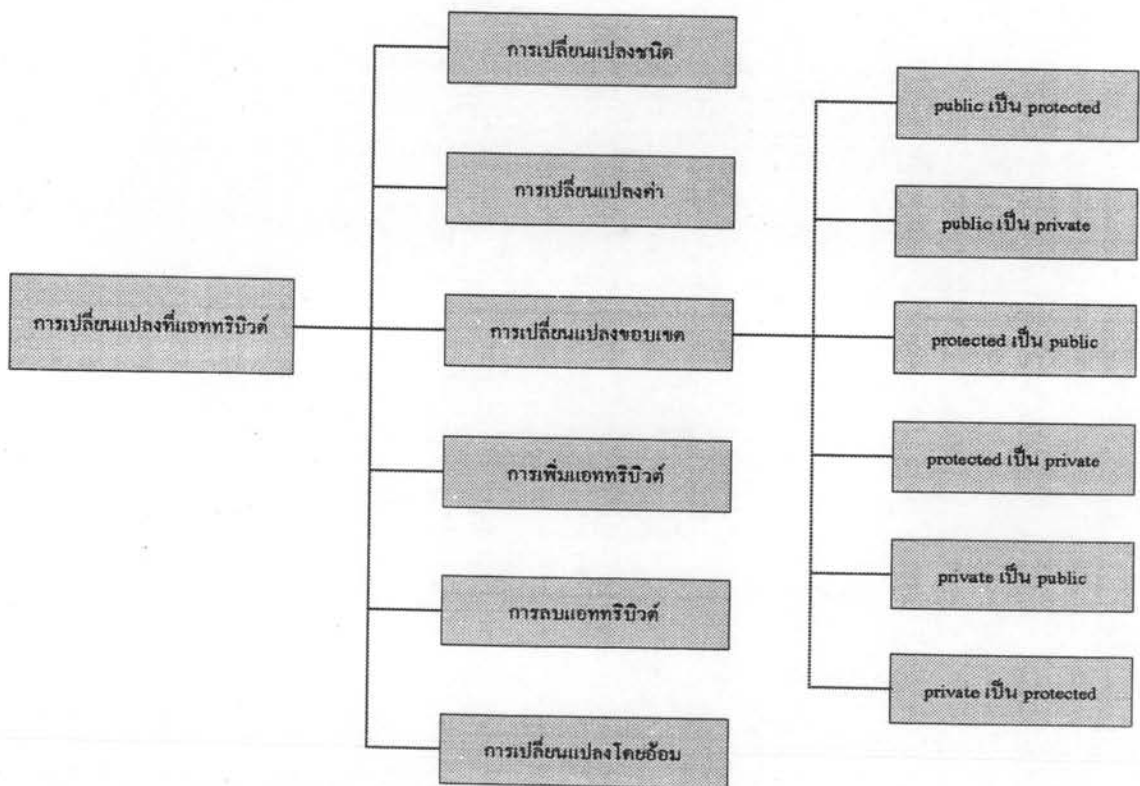 การเปลี่ยนแปลงที่แอททริบิวต์
การเปลี่ยนแปลงชนิด
การเปลี่ยนแปลงค่า
การเปลี่ยนแปลงขอบเขต
การเพิ่มแอททริบิวต์
การลบแอททริบิวต์
การเปลี่ยนแปลงโดยอ้อม
public เป็น protected
public เป็น private
protected เป็น public
protected เป็น private
private เป็น public
private เป็น protected